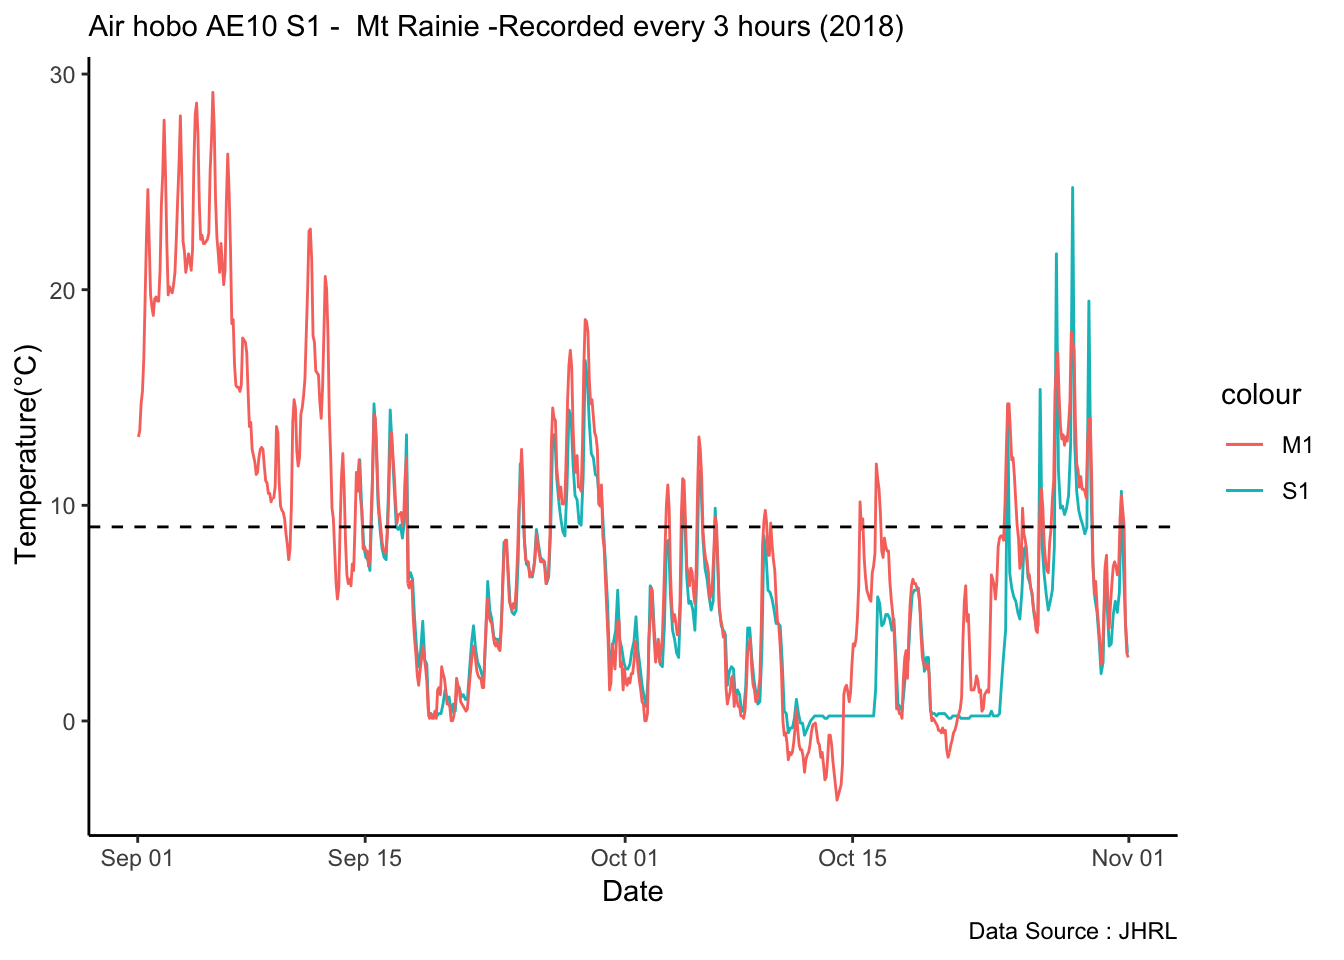 Air hobo AE10 S1 -  Mt Rainie -Recorded every 3 hours (2018)
30
20
10
0
Temperature(°C)
Sep 01
Sep 15
Oct 01
Oct 15
Nov 01
Date
colour
M1
S1
Data Source : JHRL